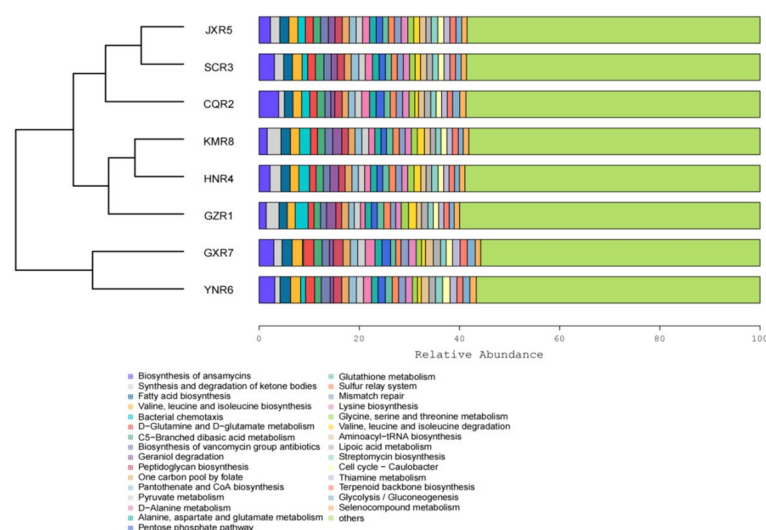 JXR5
SCR3
CQR2
KMR8
HNR4
GZR1
GXR7
YNR6
0 20 40 60 80 100
Relative Abundance
Biosynthesis of ansamycins
Synthesis and degradation of ketone bodies
Fatty acid biosynthesis
Valine, leucine and isoleucine biosynthesis
Bacterial chemotaxis
D-Glutamine and D-glutamate metabolism
C5-Branched dibasic acid metabolism
Biosynthesis of vancomycin group antibiotics
Geraniol degradation
Peptidoglycan biosynthesis
One carbon pool by folate
Pantothenate and CoA biosynthesis
Pyruvate metabolism
D-Alanine metabolism
Alanine, aspartate and glutamate metabolism
Pentose phosphate pathway
Glutathione metabolism
Sulfur relay system
Mismatch repair
Lysine biosynthesis
Glycine, serine and threonine metabolism
Valine, leucine and isoleucine degradation
Aminoacyl-tRNA biosynthesis
Lipoic acid metabolism
Streptomycin biosynthesis
Cell cycle - Caulobacter
Thiamine metabolism
Terpenoid backbone biosynthesis
Glycolysis / Gluconeogenesis
Selenocompound metabolism
others